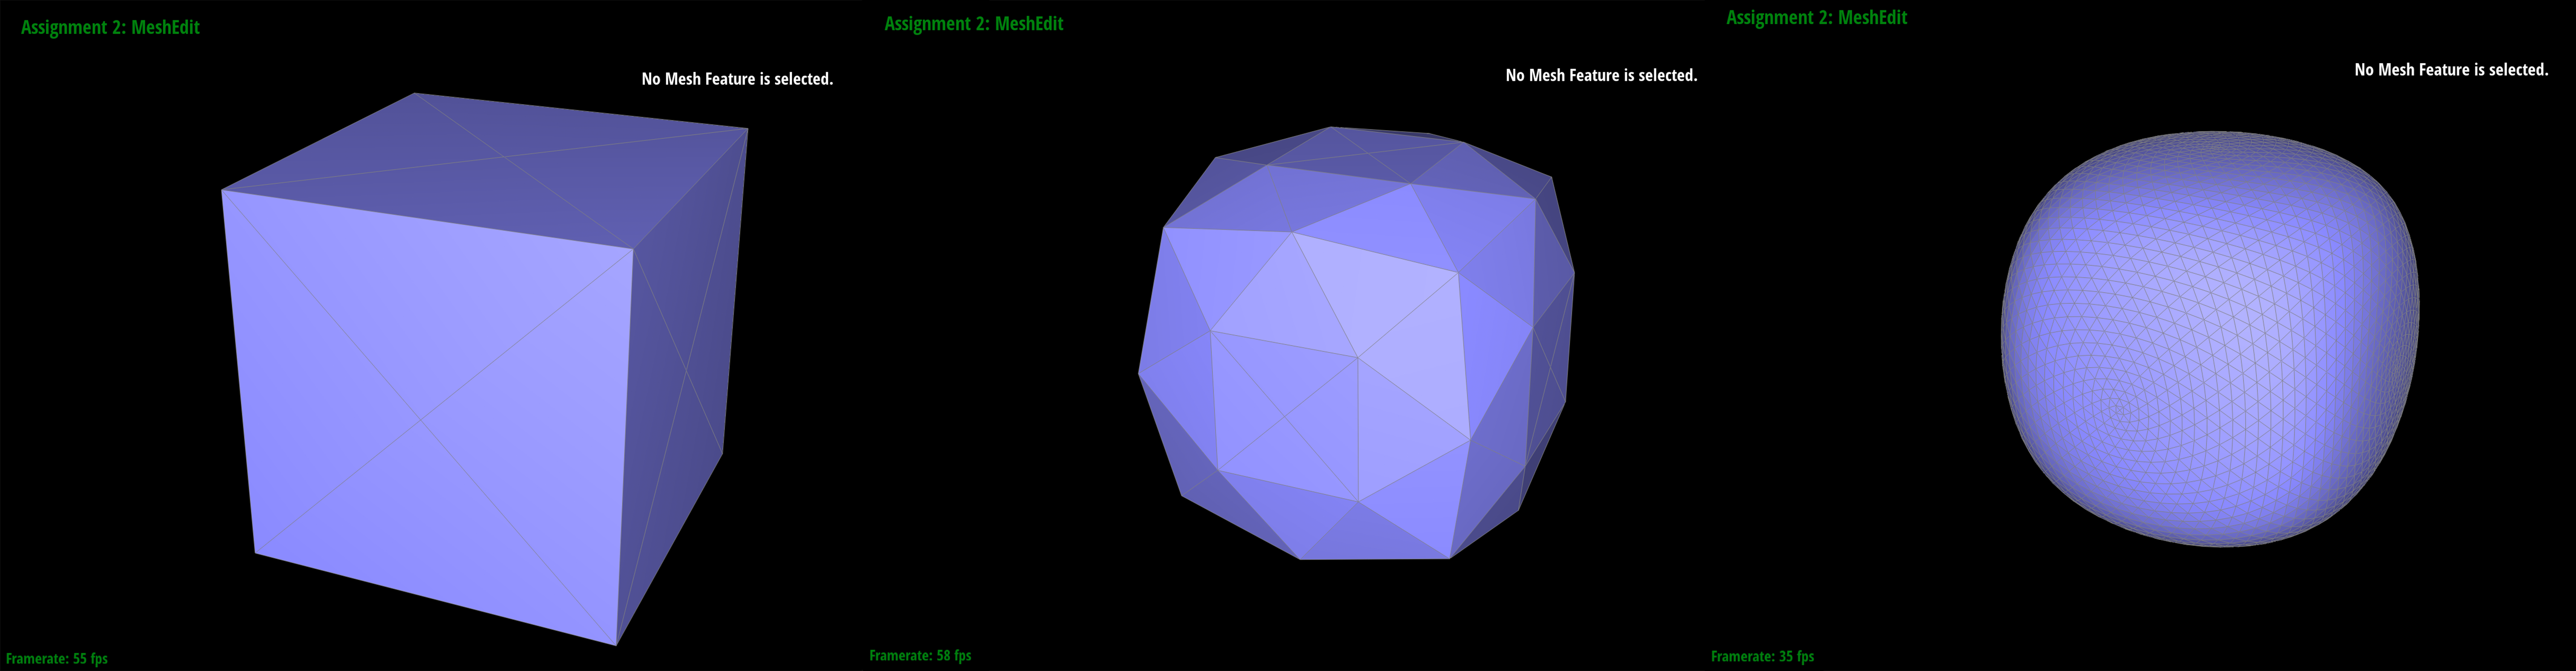 Assignment 2: MeshEdit
No Mesh Feature is selected.
Framerate: 55 fps
Assignment 2: MeshEdit
No Mesh Feature is selected.
Framerate: 58 fps
Assignment 2: MeshEdit
No Mesh Feature is selected.
Framerate: 35 fps